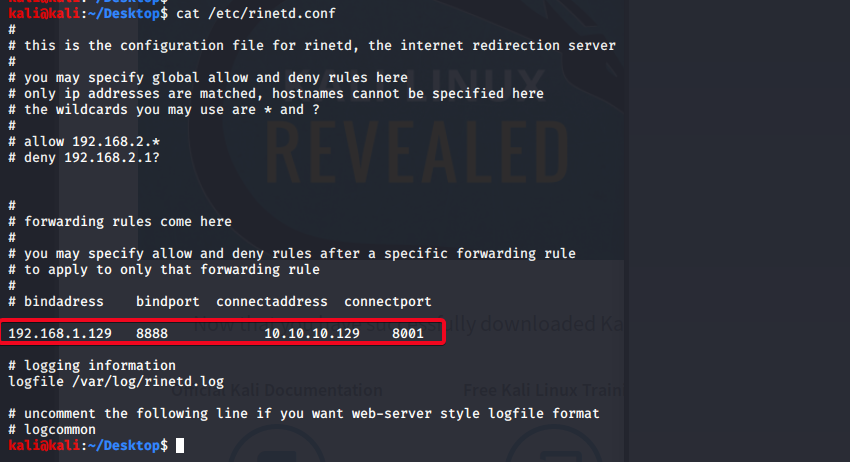 kali@kali:~/Desktop$
kali@kali:~/Desktop$ cat /etc/rinetd.conf
#
# this is the configuration file for rinetd, the internet redirection server
#
# you may specify global allow and deny rules here
# only ip addresses are matched, hostnames cannot be specified here
# the wildcards you may use are * and ?
#
# allow 192.168.2.*
# deny 192.168.2.1?
#
# forwarding rules come here
#
# you may specify allow and deny rules after a specific forwarding rule
# to apply to only that forwarding rule
#
# bindadress    bindport  connectaddress  connectport
192.168.1.129   8888            10.10.10.129    8001
# logging information
logfile /var/log/rinetd.log
# uncomment the following line if you want web-server style logfile format
# logcommon
kali@kali:~/Desktop$
REVEALED